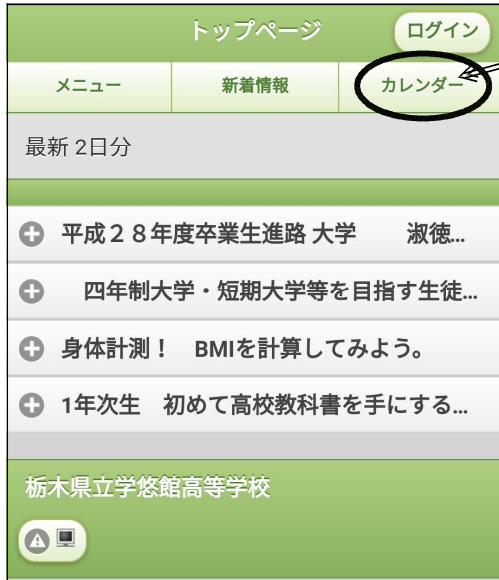 トップページ
ログイン
メニュー
新着情報
カレンダー
最新 2日分
平成２８年度卒業生進路 大学　　淑徳...
四年制大学・短期大学等を目指す生徒...
身体計測！　BMIを計算してみよう。
1年次生　初めて高校教科書を手にする...
栃木県立学悠館高等学校